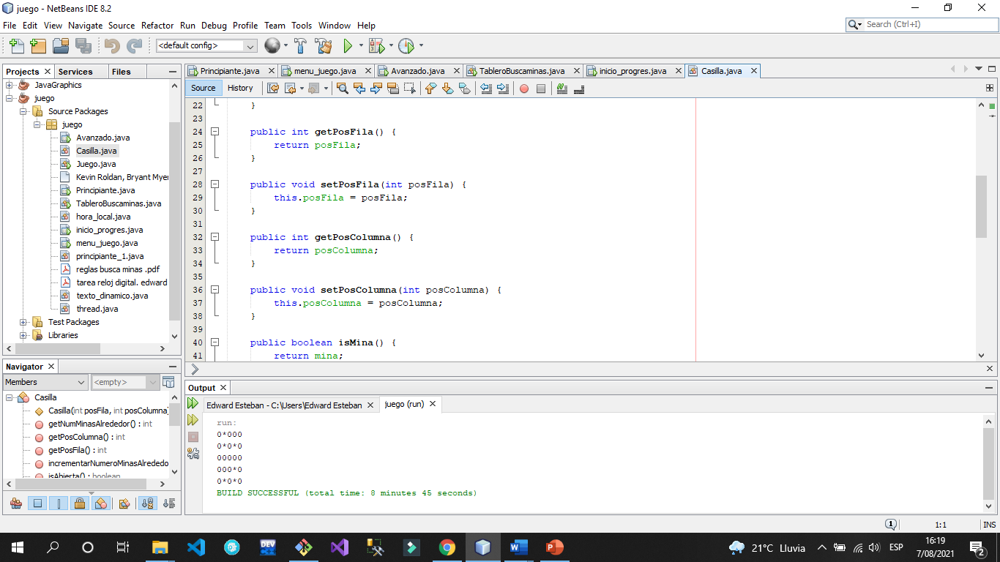 juego - NetBeans IDE 8.2
File Edit View Navigate Source Refactor Run Debug Profile Team Tools Window Help
Search (Ctrl+I)
<default config>
Projects Services Files
JavaGraphics
juego
Source Packages
juego
Avanzado.java
Casilla.java
Juego.java
Kevin Roldan, Bryant Myer
Principiante.java
TableroBuscaminas.java
hora_local.java
inicio_progres.java
menu_juego.java
principiante_1.java
reglas busca minas .pdf
tarea reloj digital. edward
texto_dinamico.java
thread.java
Test Packages
Libraries
Navigator
Members <empty>
Casilla
Casilla(int posFila, int posColumna)
getNumMinasAlrededor() : int
getPosColumna() : int
getPosFila() : int
incrementarNumeroMinasAlrededo
isAbierta() : boolean
Principiante.java menu_juego.java Avanzado.java TableroBuscaminas.java inicio_progres.java Casilla.java
Source History
22 }
23
24 public int getPosFila() {
25 return posFila;
26 }
27
28 public void setPosFila(int posFila) {
29 this.posFila = posFila;
30 }
31
32 public int getPosColumna() {
33 return posColumna;
34 }
35
36 public void setPosColumna(int posColumna) {
37 this.posColumna = posColumna;
38 }
39
40 public boolean isMina() {
41 return mina;
Output
Edward Esteban - C:\Users\Edward Esteban juego (run)
run:
0*000
0*0*0
00000
000*0
0*0*0
BUILD SUCCESSFUL (total time: 8 minutes 45 seconds)
1 1:1 INS
DEV
21°C Lluvia ESP
16:19
7/08/2021
2